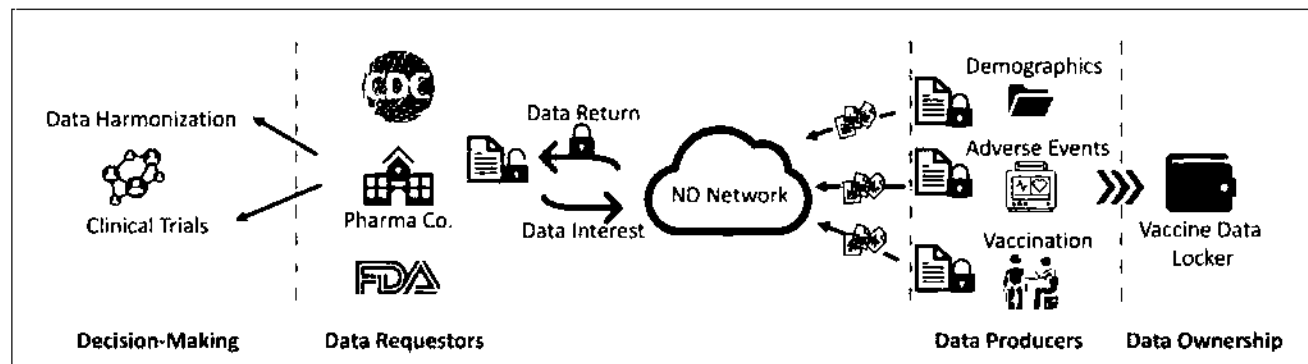 Data Harmonization
Clinical Trials
CDC
Pharma Co.
FDA
Data Return
Data Interest
ND Network
Demographics
Adverse Events
Vaccination
Vaccine Data
Locker
Decision-Making
Data Requestors
Data Producers
Data Ownership